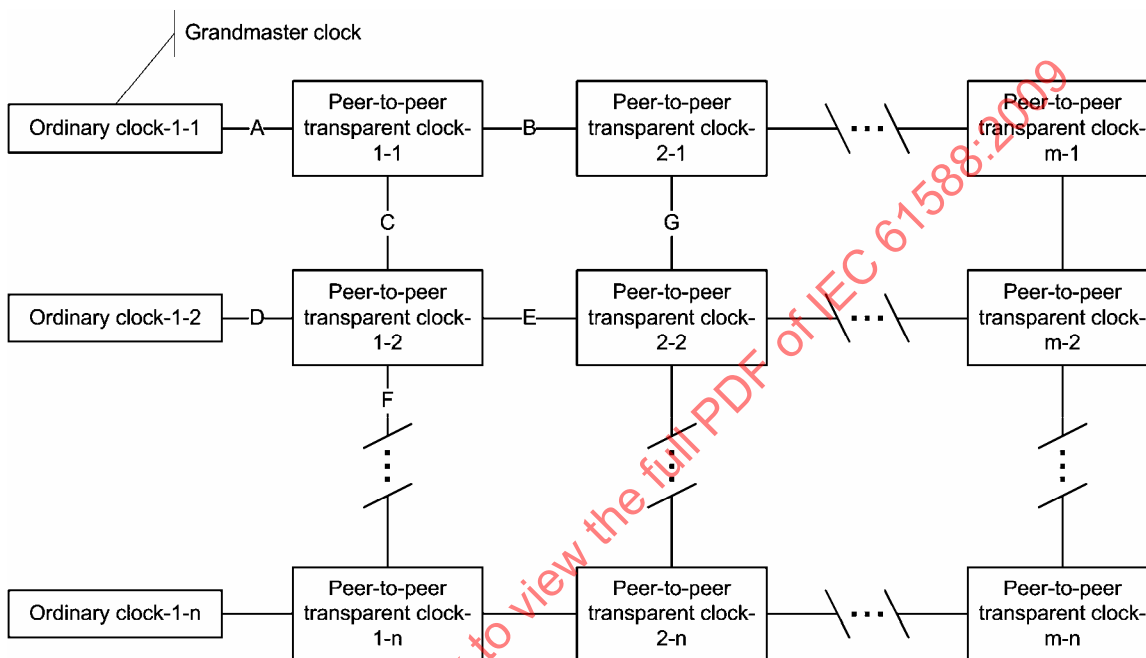 Grandmaster clock
Ordinary clock-1-1
A
Peer-to-peer
transparent clock-
1-1
B
Peer-to-peer
transparent clock-
2-1
...
Peer-to-peer
transparent clock-
m-1
C
G
Ordinary clock-1-2
D
Peer-to-peer
transparent clock-
1-2
E
Peer-to-peer
transparent clock-
2-2
...
Peer-to-peer
transparent clock-
m-2
F
Ordinary clock-1-n
Peer-to-peer
transparent clock-
1-n
Peer-to-peer
transparent clock-
2-n
...
Peer-to-peer
transparent clock-
m-n
to view the full PDF of IEC 61588:2009